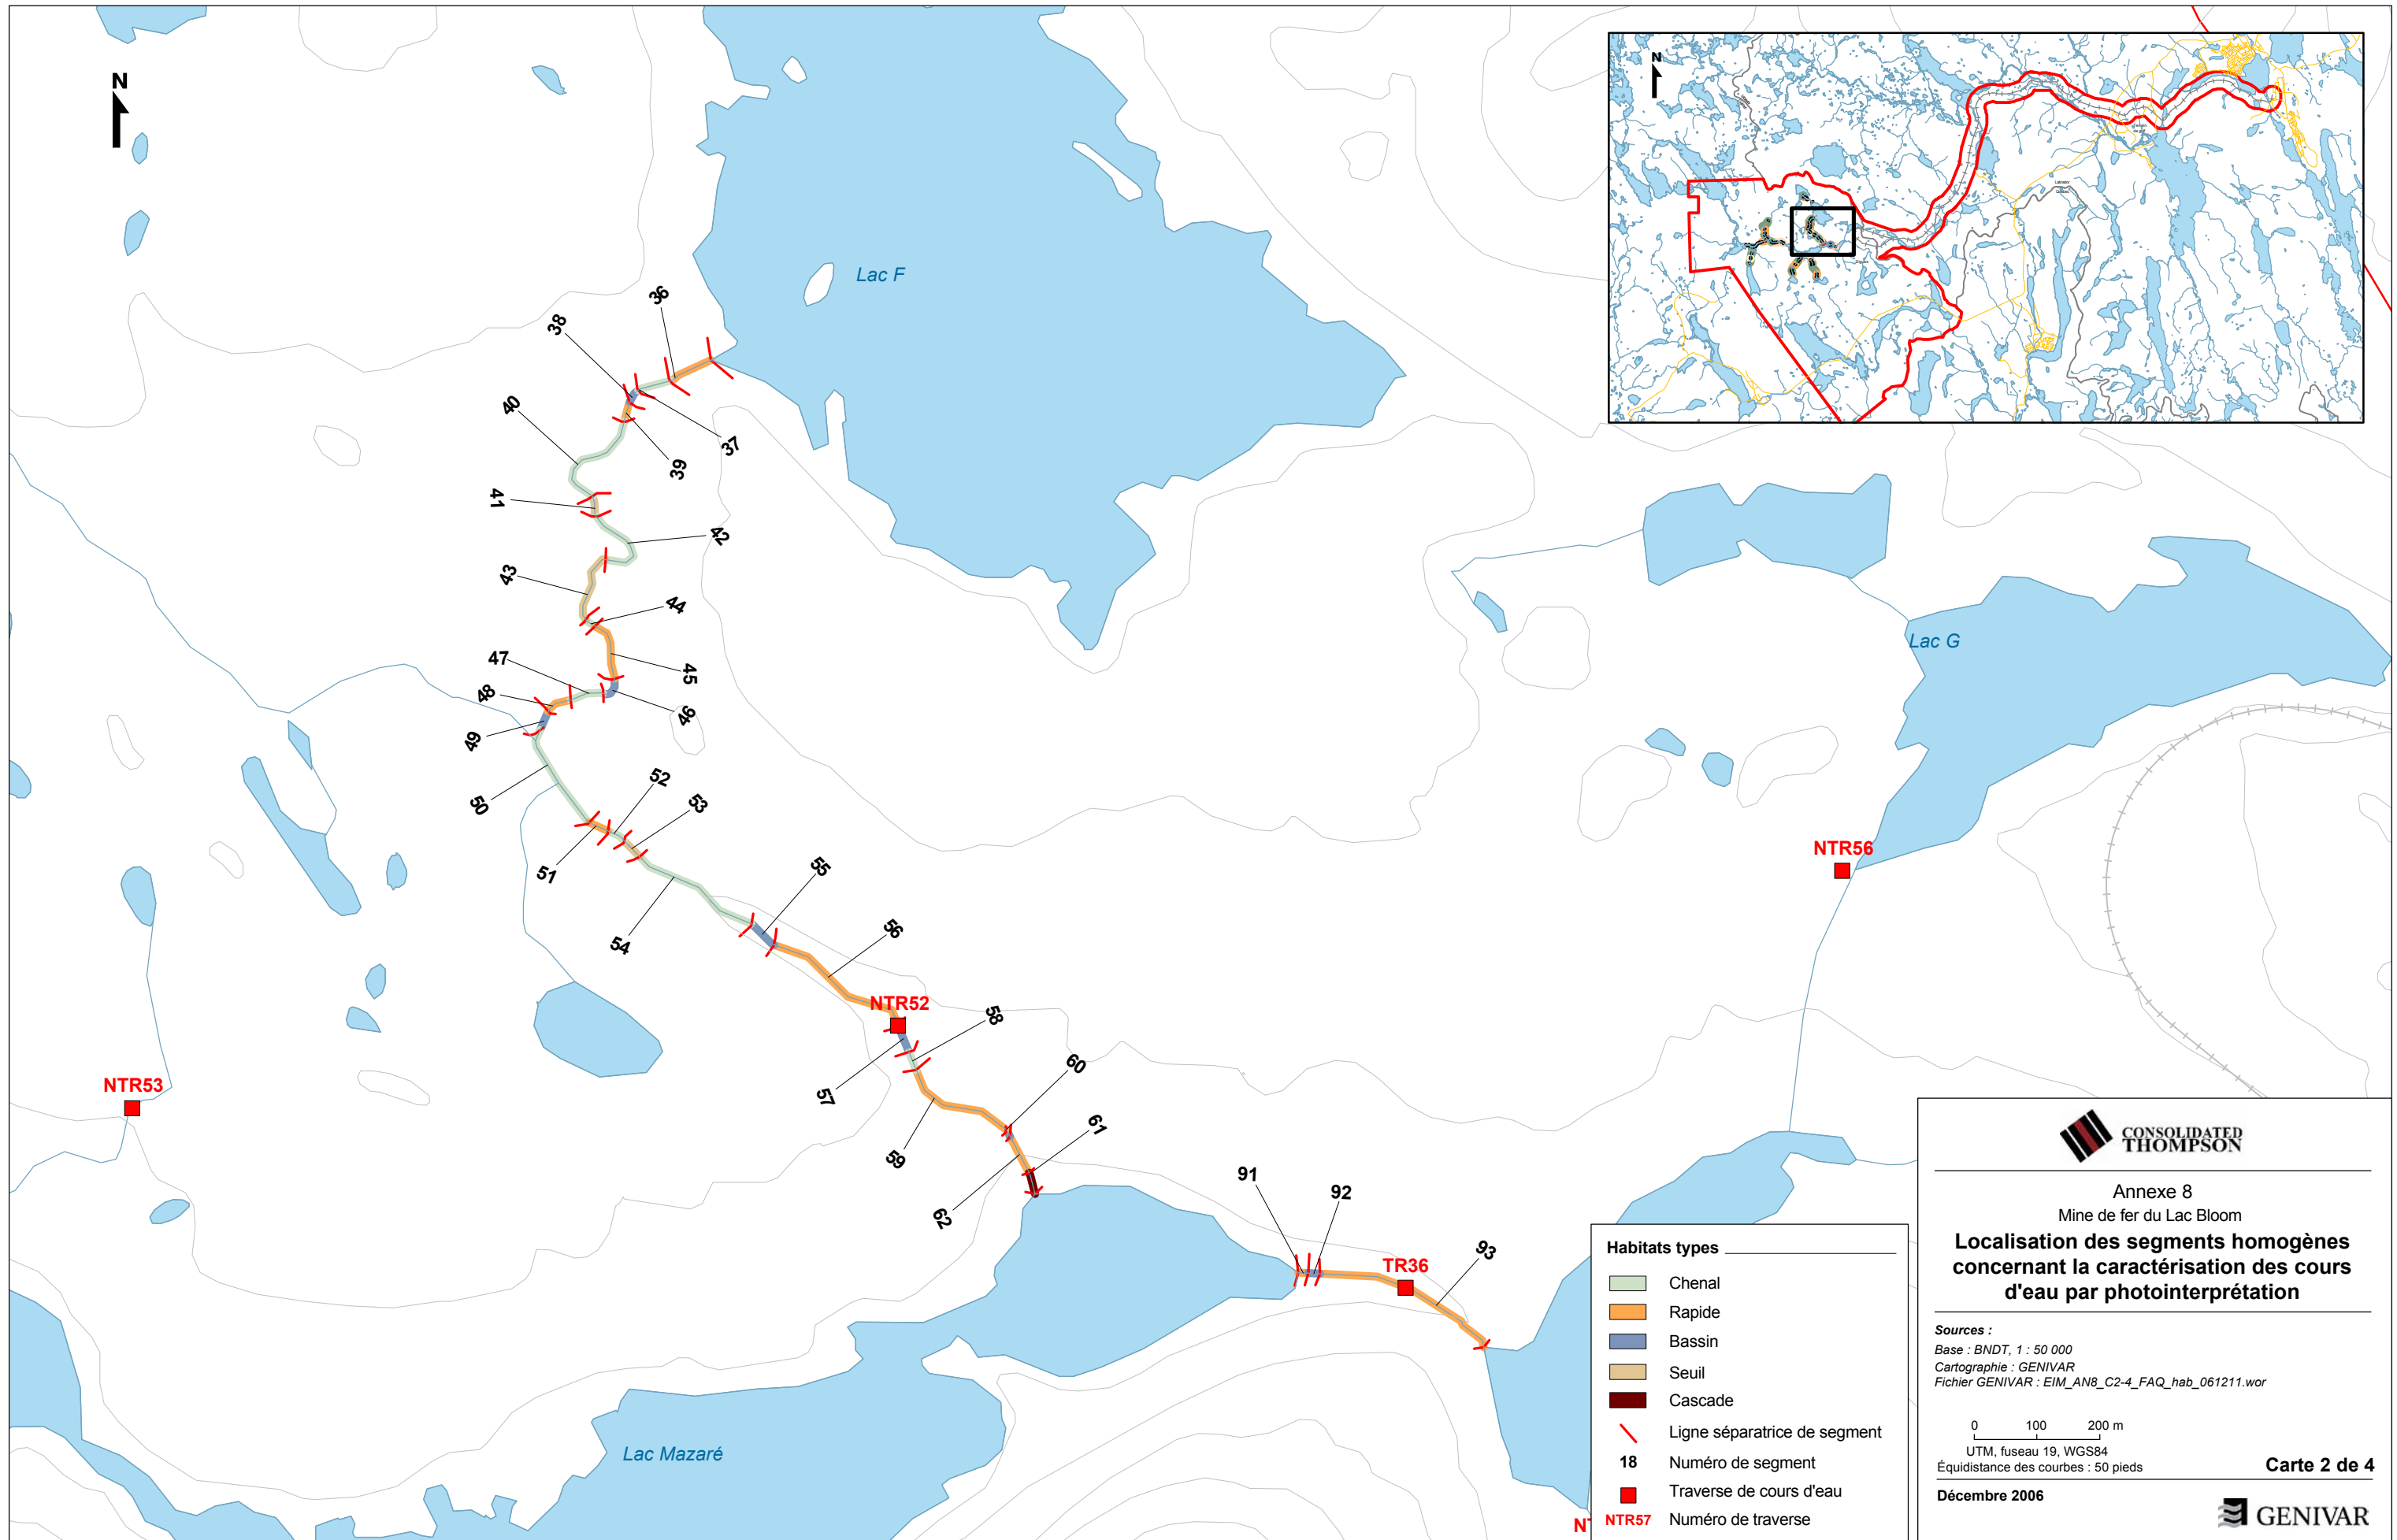 N
N
Lac F
36
38
37
40
39
41
42
43
44
Lac G
47
45
48
46
49
52
53
50
51
55
NTR56
54
56
NTR52
58
NTR53
57
60
61
59
62
91
92
93
TR36
Lac Mazaré
NT
Habitats types
Chenal
Rapide
Bassin
Seuil
Cascade
Ligne séparatrice de segment
18 Numéro de segment
Traverse de cours d'eau
NTR57 Numéro de traverse
CONSOLIDATED
THOMPSON
Annexe 8
Mine de fer du Lac Bloom
Localisation des segments homogènes
concernant la caractérisation des cours
d'eau par photointerprétation
Sources :
Base : BNDT, 1 : 50 000
Cartographie : GENIVAR
Fichier GENIVAR : EIM_AN8_C2-4_FAQ_hab_061211.wor
0 100 200 m
UTM, fuseau 19, WGS84
Équidistance des courbes : 50 pieds
Carte 2 de 4
Décembre 2006
GENIVAR